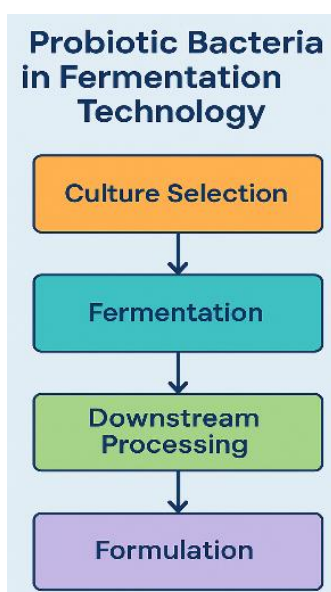 Probiotic Bacteria
in Fermentation
Technology
Culture Selection
Fermentation
Downstream
Processing
Formulation